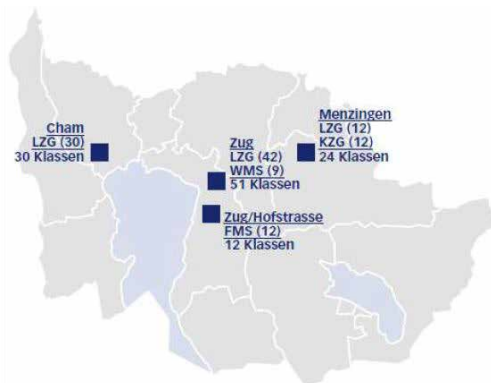 Cham
LZG (30)
30 Klassen
Zug
LZG (42)
WMS (9)
51 Klassen
Menzingen
LZG (12)
KZG (12)
24 Klassen
Zug/Hofstrasse
FMS (12)
12 Klassen